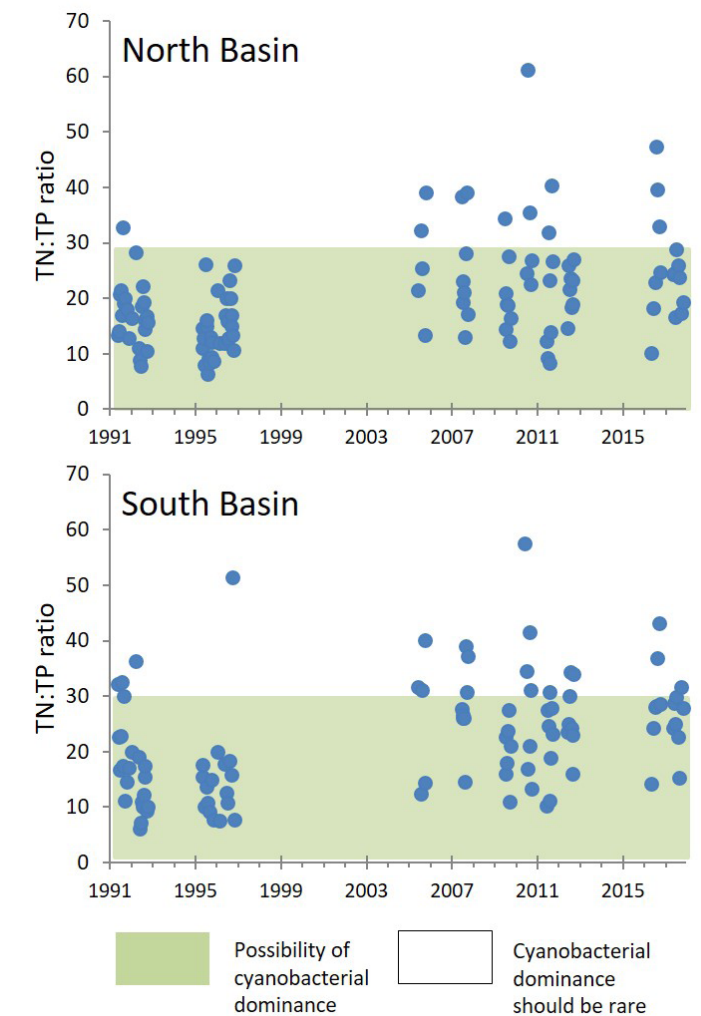 70
North Basin
60
50
40
30
20
10
0
TN:TP ratio
1991 1995 1999 2003 2007 2011 2015
70
South Basin
60
50
40
30
20
10
0
TN:TP ratio
1991 1995 1999 2003 2007 2011 2015
Possibility of
cyanobacterial
dominance
Cyanobacterial
dominance
should be rare